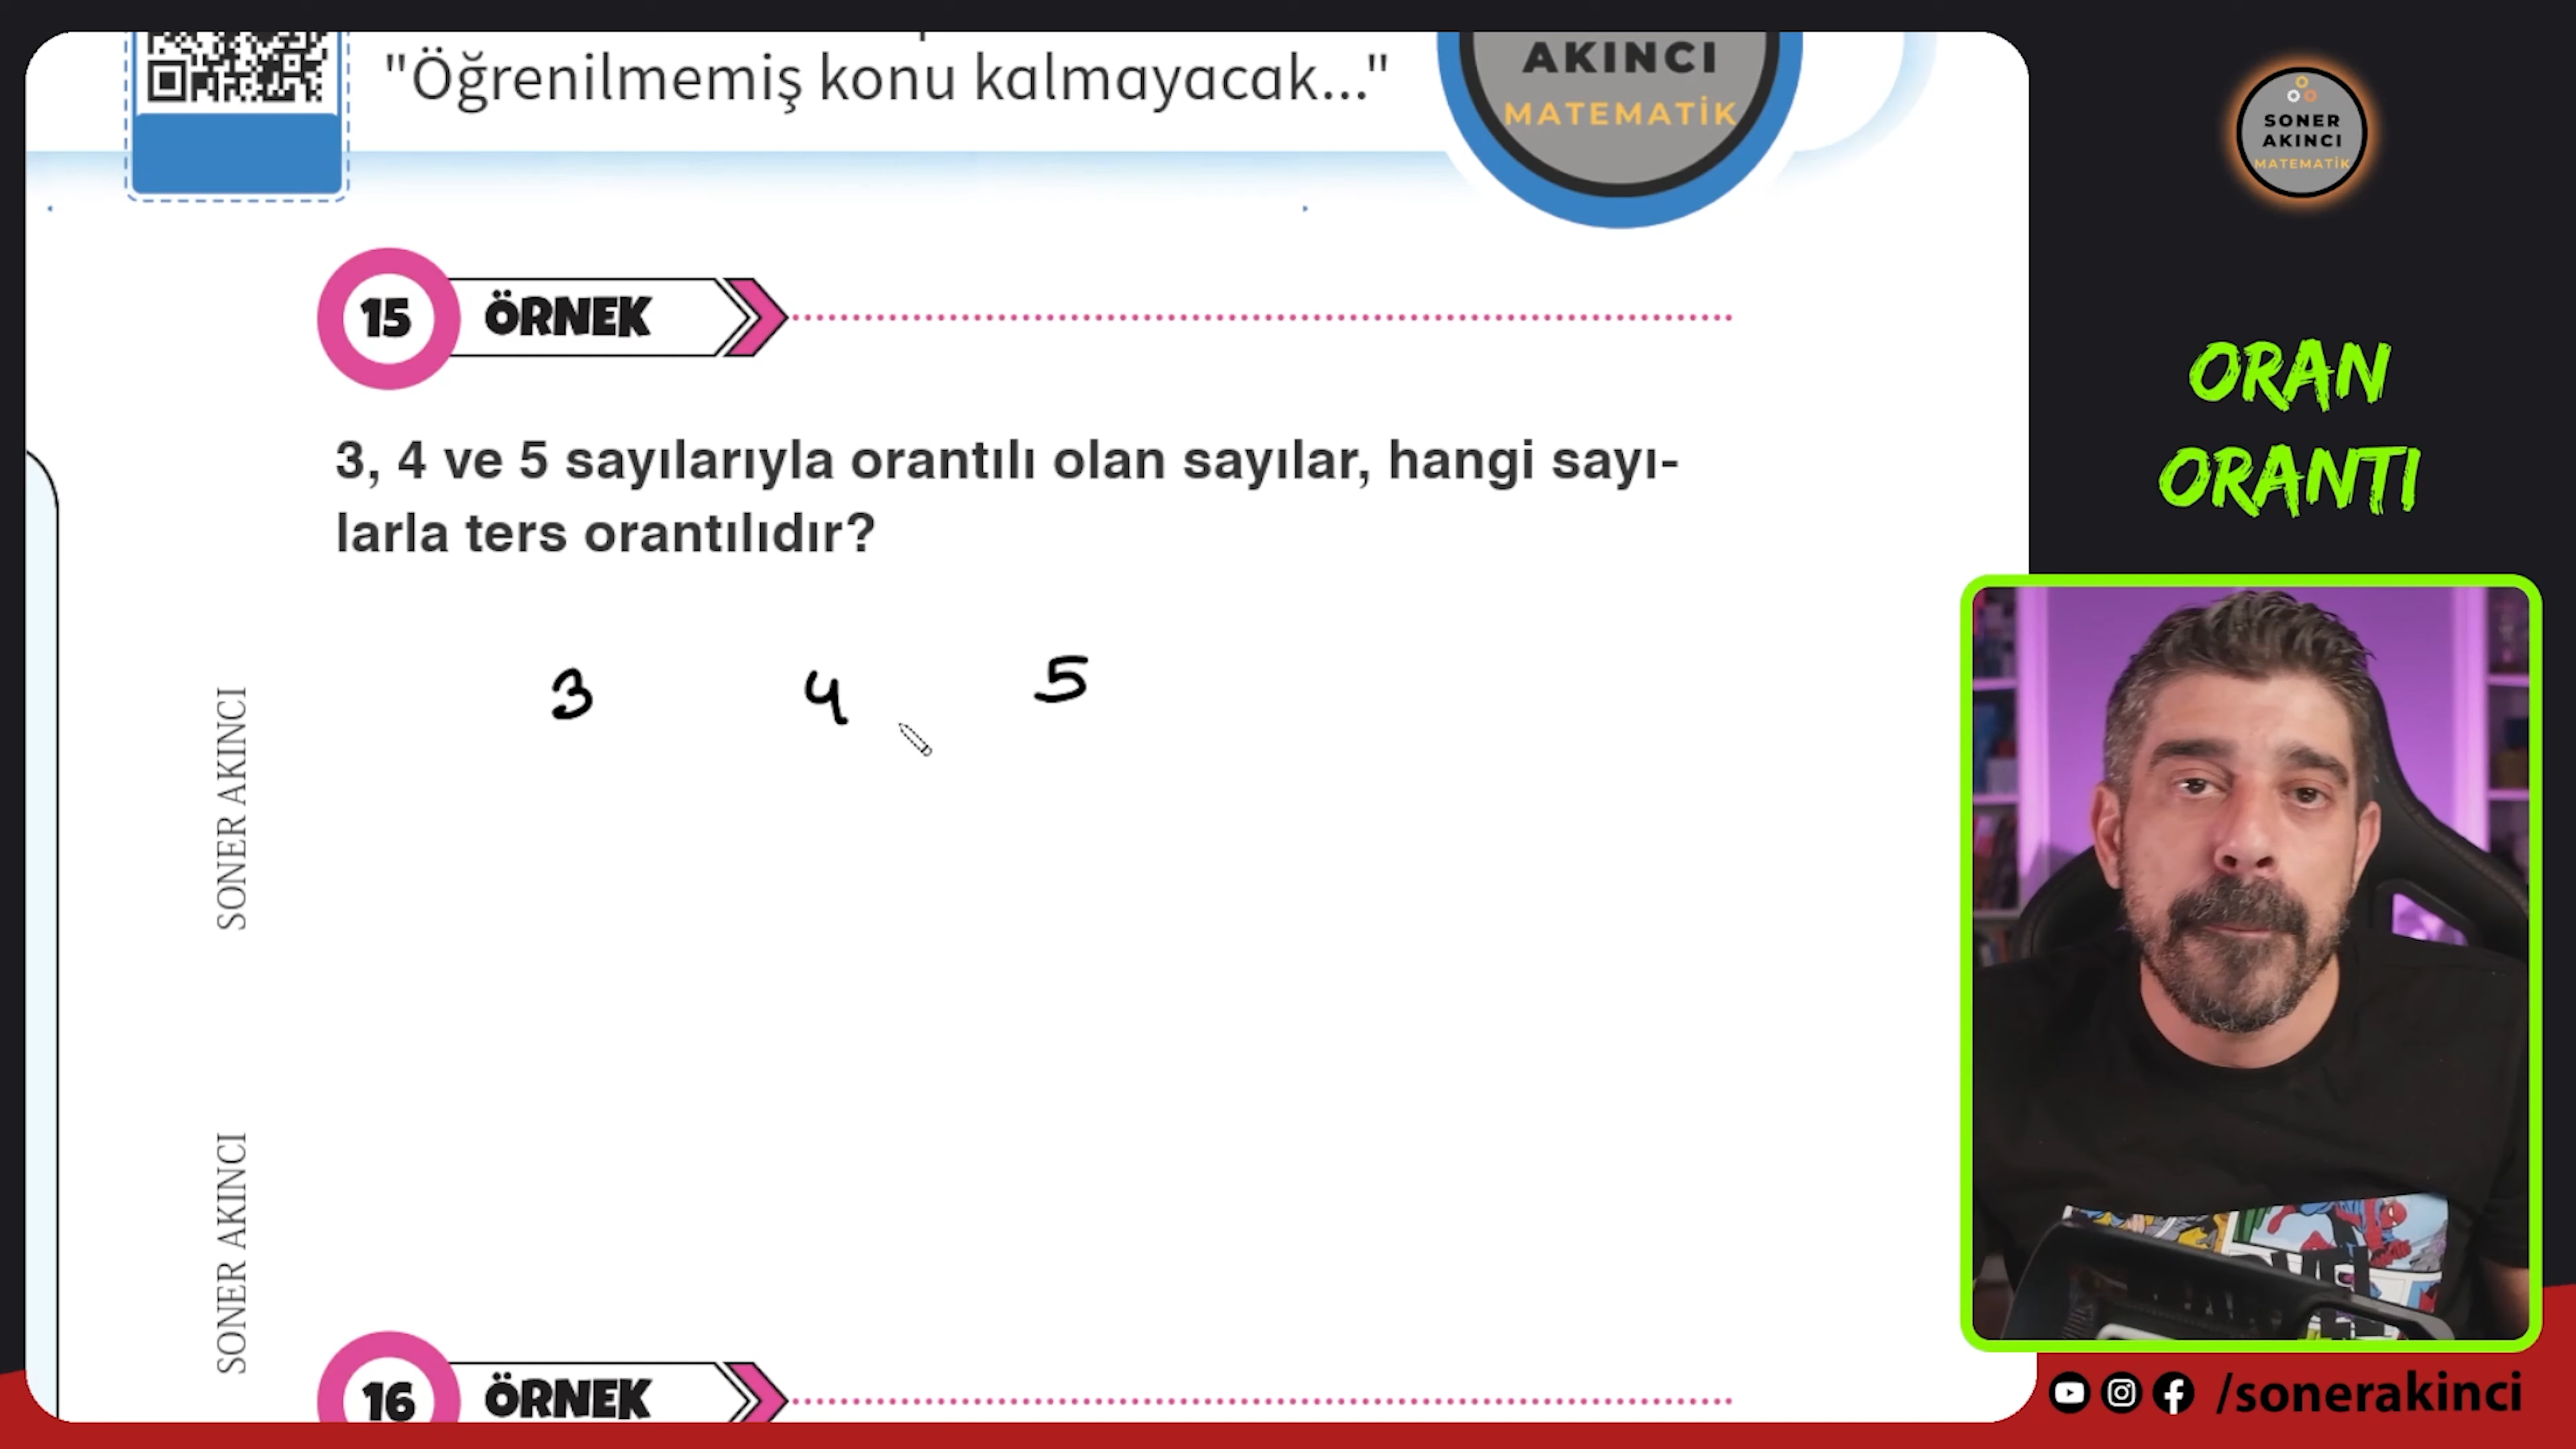 "Öğrenilmemiş konu kalmayacak..."
AKINCI
MATEMATİK
SONER
AKINCI
MATEMATİK
15 ÖRNEK
ORAN
ORANTI
3, 4 ve 5 sayılarıyla orantılı olan sayılar, hangi sayı-
larla ters orantılıdır?
3 4 5
SONER AKINCI
SONER AKINCI
16 ÖRNEK
/sonerakinci